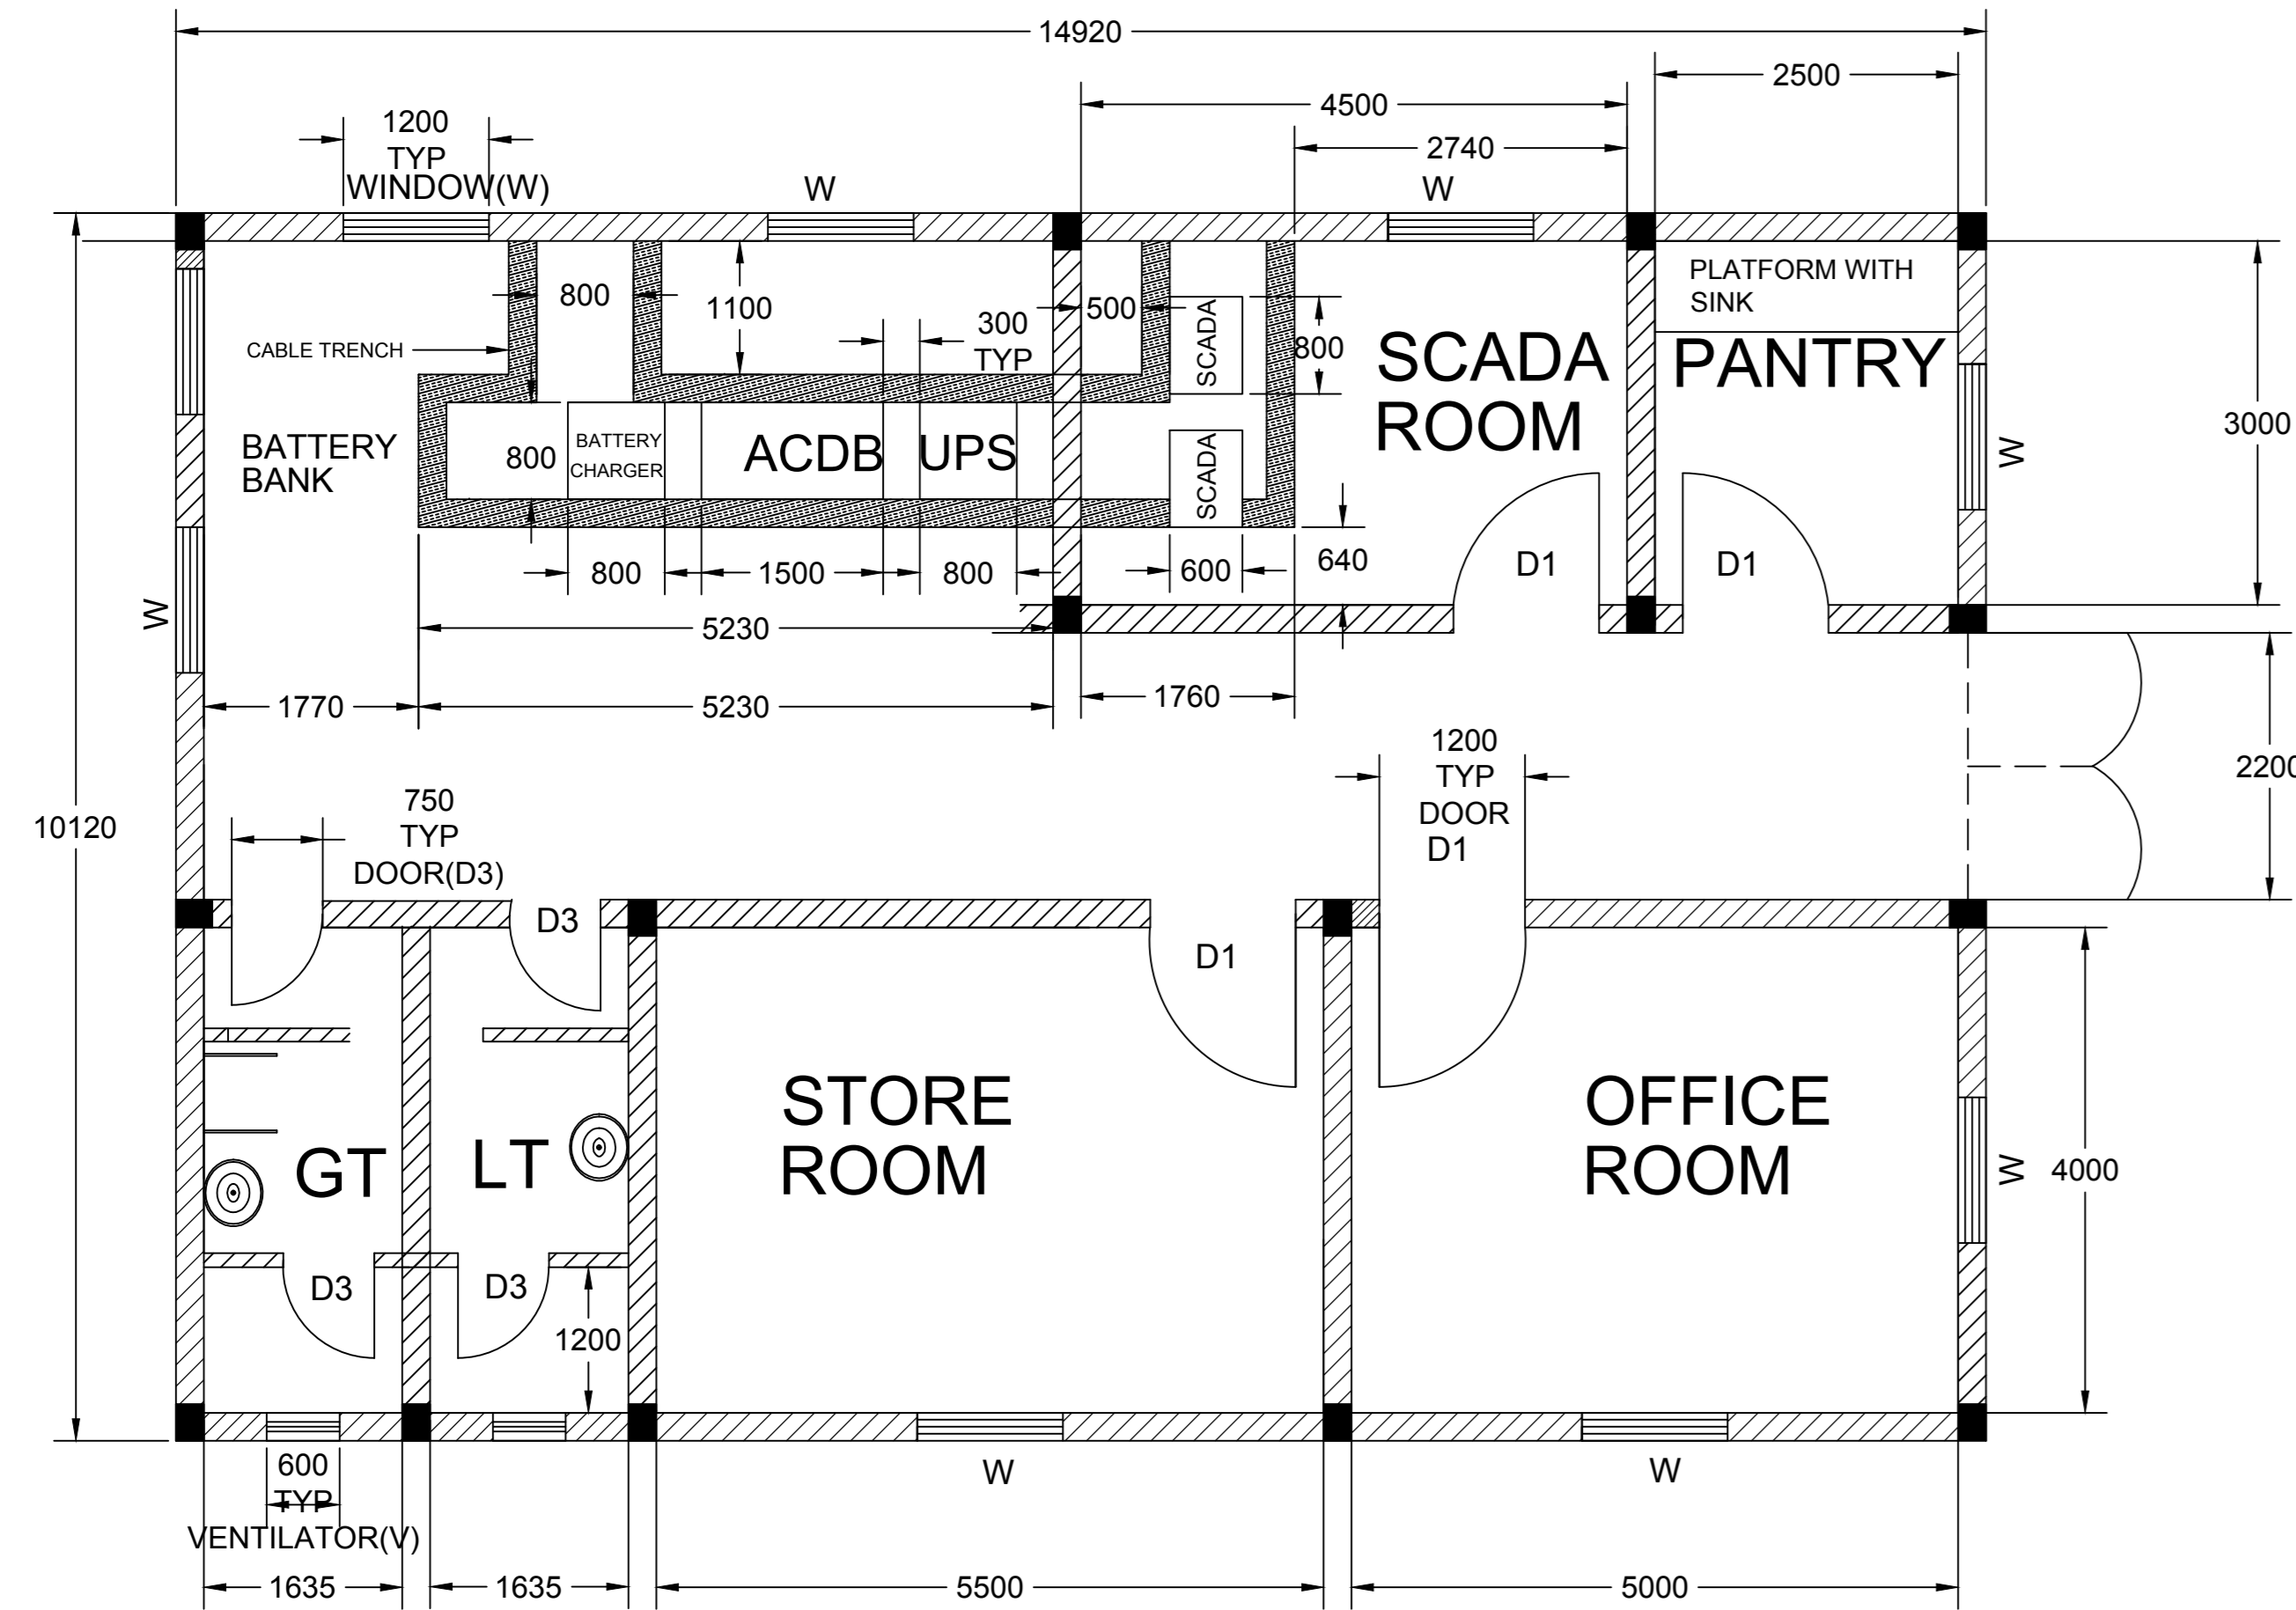 14920
2500
4500
2740
1200
TYP
WINDOW(W)
W
W
PLATFORM WITH
SINK
PANTRY
800
1100
300
TYP
500
SCADA
800
SCADA
ROOM
CABLE TRENCH
3000
BATTERY
BANK
800
BATTERY
CHARGER
ACDB
UPS
SCADA
W
800
1500
800
600
640
D1
D1
W
5230
1770
5230
1760
1200
TYP
DOOR
D1
2200
10120
750
TYP
DOOR(D3)
D3
D1
STORE
ROOM
OFFICE
ROOM
GT
LT
W
4000
D3
D3
1200
600
TYP
VENTILATOR(V)
W
W
1635
1635
5500
5000